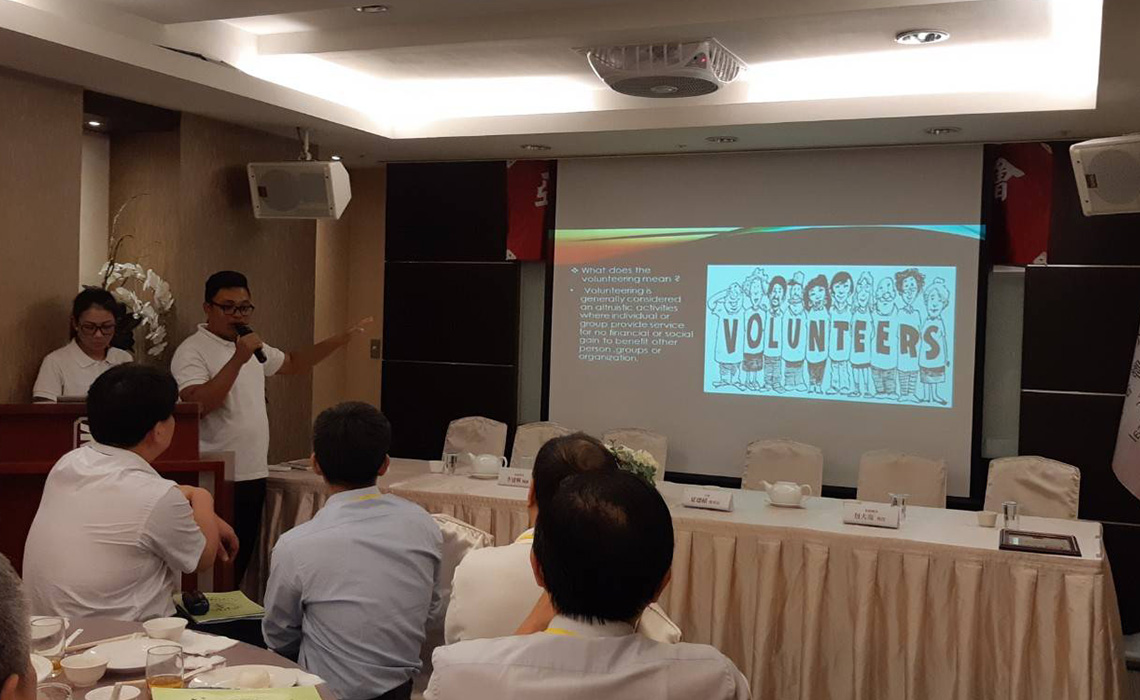 會
❖ What does the
volunteering mean ?
• Volunteering is
generally considered
an altruistic activities
where individual or
group provide service
for no financial or social
gain to benefit other
person ,groups or
organization.
VOLUNTEERS